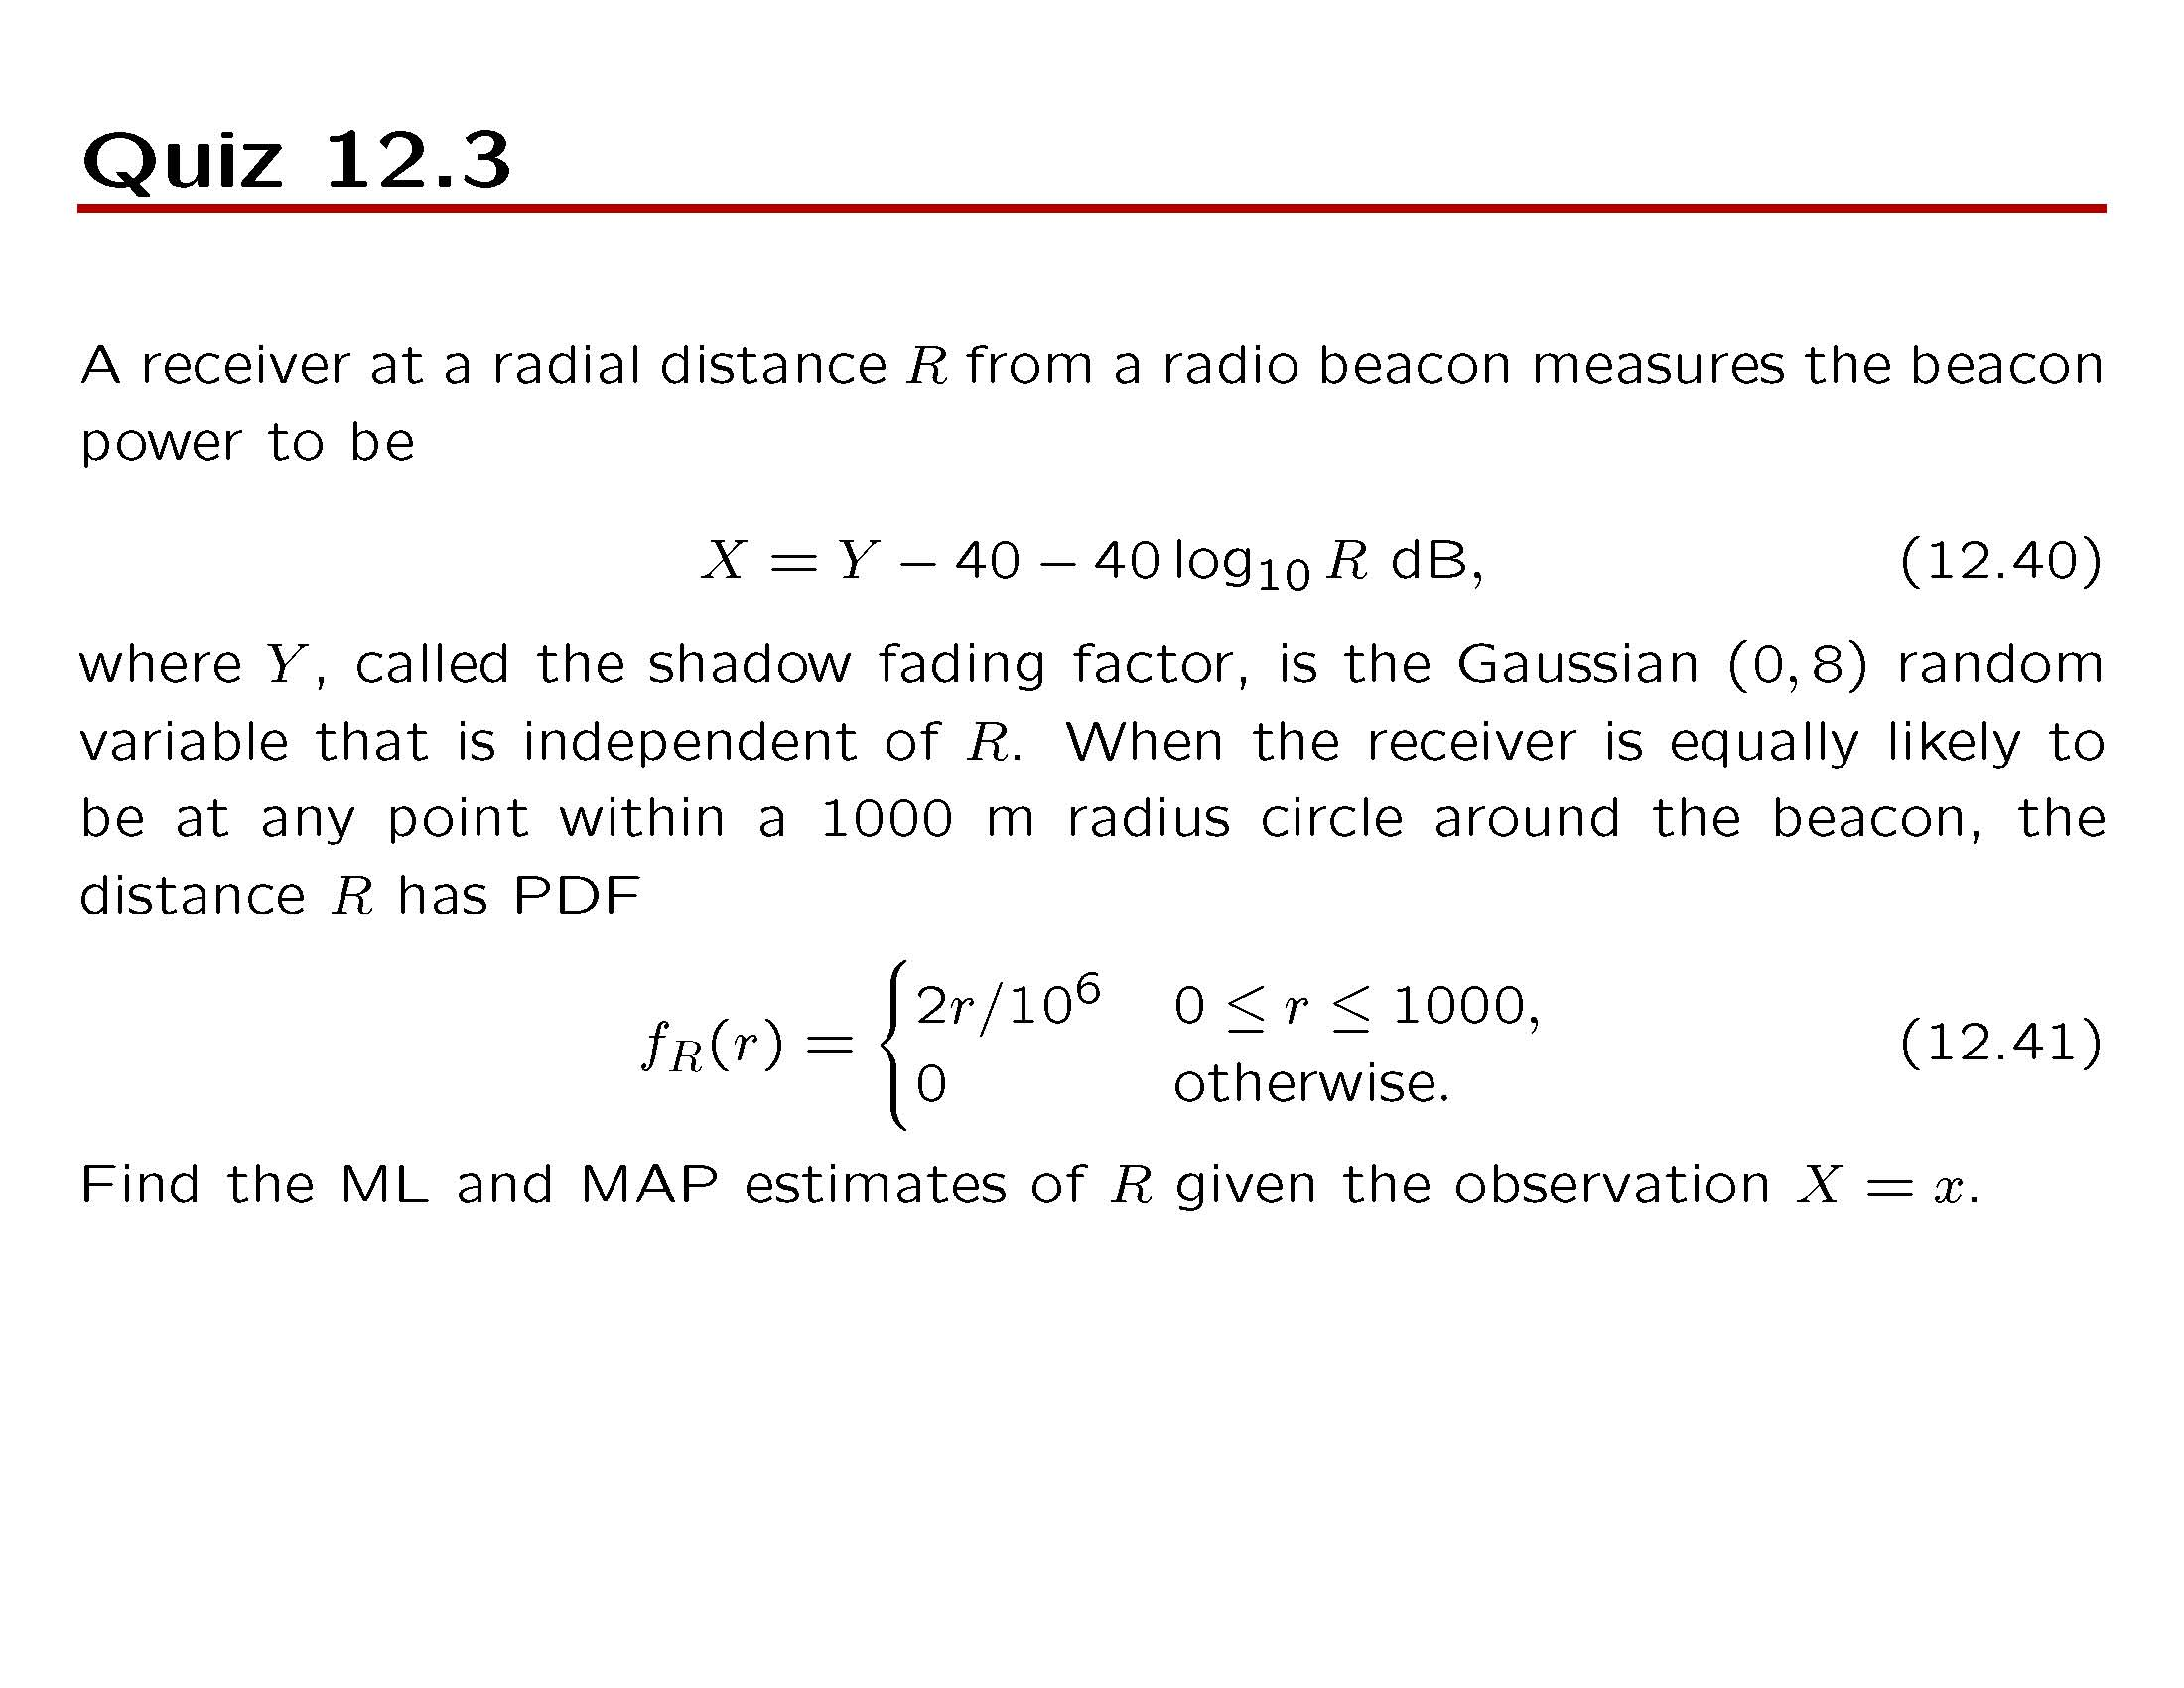 Quiz 12.3
A receiver at a radial distance R from a radio beacon measures the beacon
power to be
X = Y − 40 − 40 log₁₀ R dB, (12.40)
where Y, called the shadow fading factor, is the Gaussian (0, 8) random
variable that is independent of R. When the receiver is equally likely to
be at any point within a 1000 m radius circle around the beacon, the
distance R has PDF
f_R(r) = { 2r/10⁶ 0 ≤ r ≤ 1000,
0 otherwise. (12.41)
Find the ML and MAP estimates of R given the observation X = x.